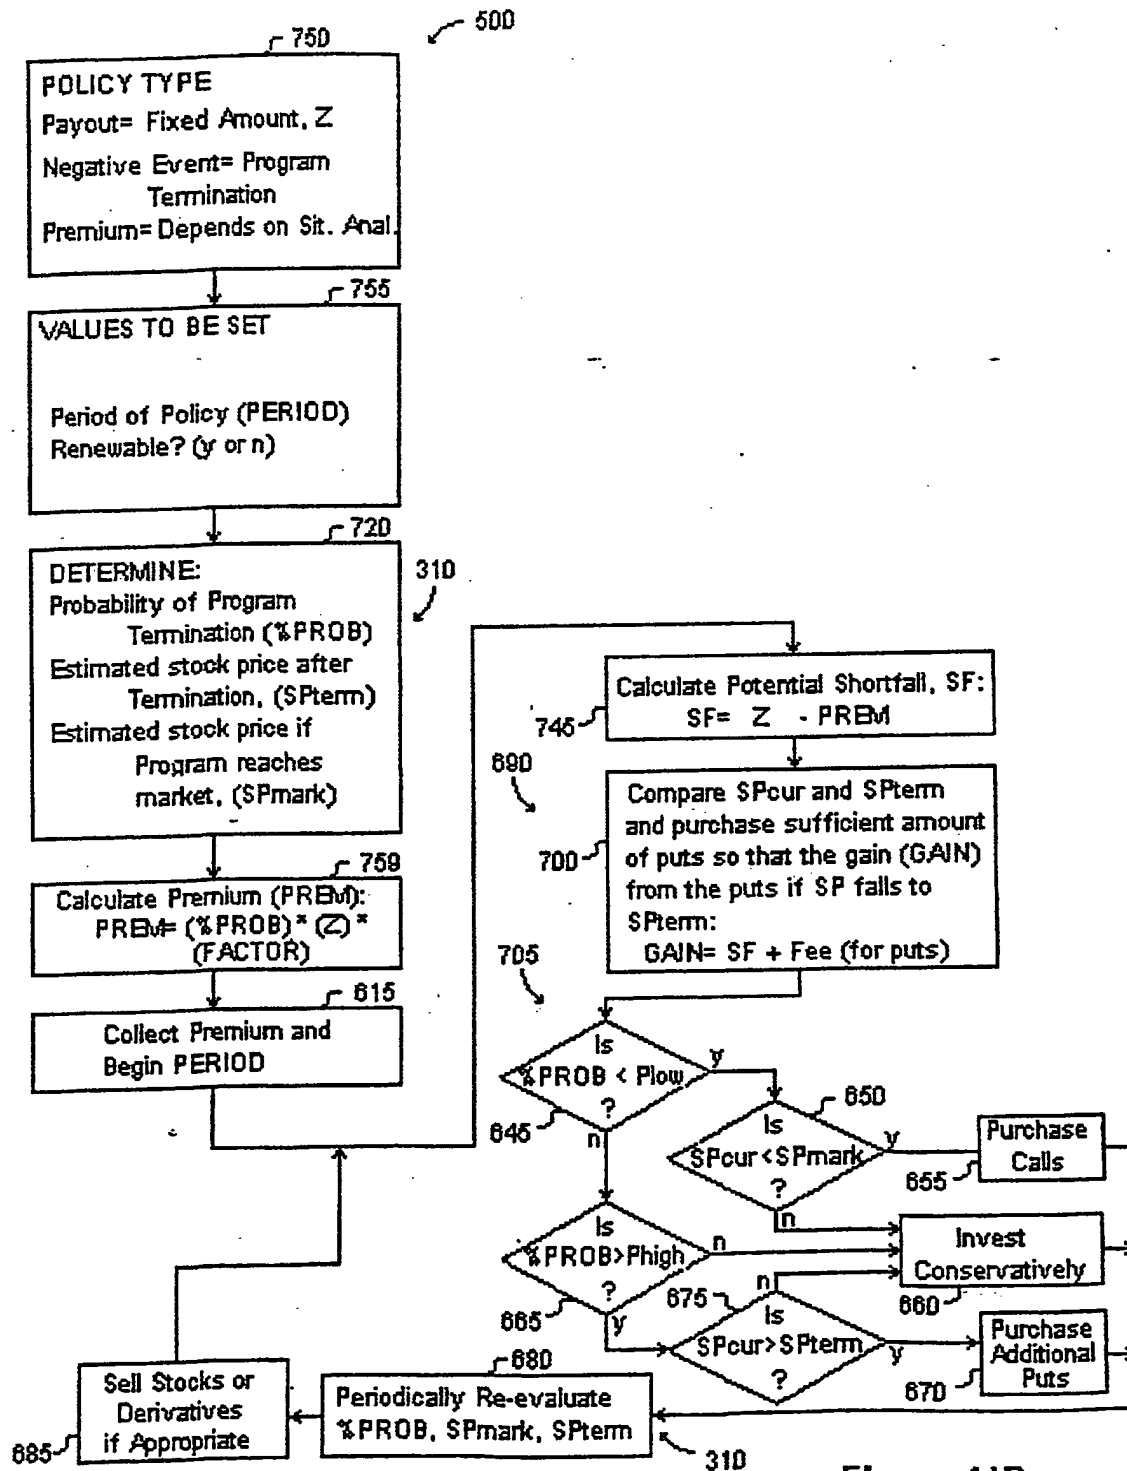 500
750
POLICY TYPE
Payout= Fixed Amount, Z
Negative Event= Program
Termination
Premium= Depends on Sit. Anal.
755
VALUES TO BE SET
Period of Policy (PERIOD)
Renewable? (y or n)
720
310
DETERMINE:
Probability of Program
Termination (%PROB)
Estimated stock price after
Termination, (SPterm)
Estimated stock price if
Program reaches
market, (SPmark)
759
Calculate Premium (PREM):
PREM= (%PROB)* (Z)*
(FACTOR)
615
Collect Premium and
Begin PERIOD
Calculate Potential Shortfall, SF:
SF= Z - PREM
745
690
Compare SPcur and SPterm
and purchase sufficient amount
of puts so that the gain (GAIN)
from the puts if SP falls to
SPterm:
GAIN= SF + Fee (for puts)
700
705
Is
%PROB < Plow
?
y
n
645
650
Is
SPcur<SPmark
?
y
n
Purchase
Calls
655
Is
%PROB>Phigh
?
n
y
665
Invest
Conservatively
660
675
n
Is
SPcur>SPterm
?
y
Purchase
Additional
Puts
670
680
Periodically Re-evaluate
%PROB, SPmark, SPterm
310
Sell Stocks or
Derivatives
if Appropriate
685